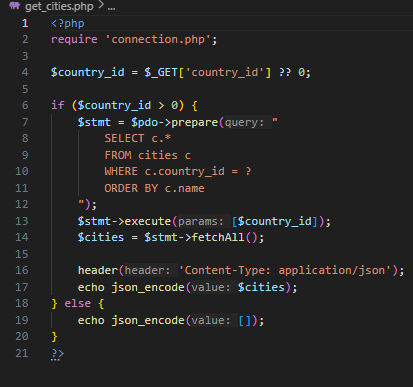 get_cities.php > ...
1 <?php
2 require 'connection.php';
3
4 $country_id = $_GET['country_id'] ?? 0;
5
6 if ($country_id > 0) {
7     $stmt = $pdo->prepare(query: "
8         SELECT c.*
9         FROM cities c
10         WHERE c.country_id = ?
11         ORDER BY c.name
12     ");
13     $stmt->execute(params: [$country_id]);
14     $cities = $stmt->fetchAll();
15
16     header(header: 'Content-Type: application/json');
17     echo json_encode(value: $cities);
18 } else {
19     echo json_encode(value: []);
20 }
21 ?>